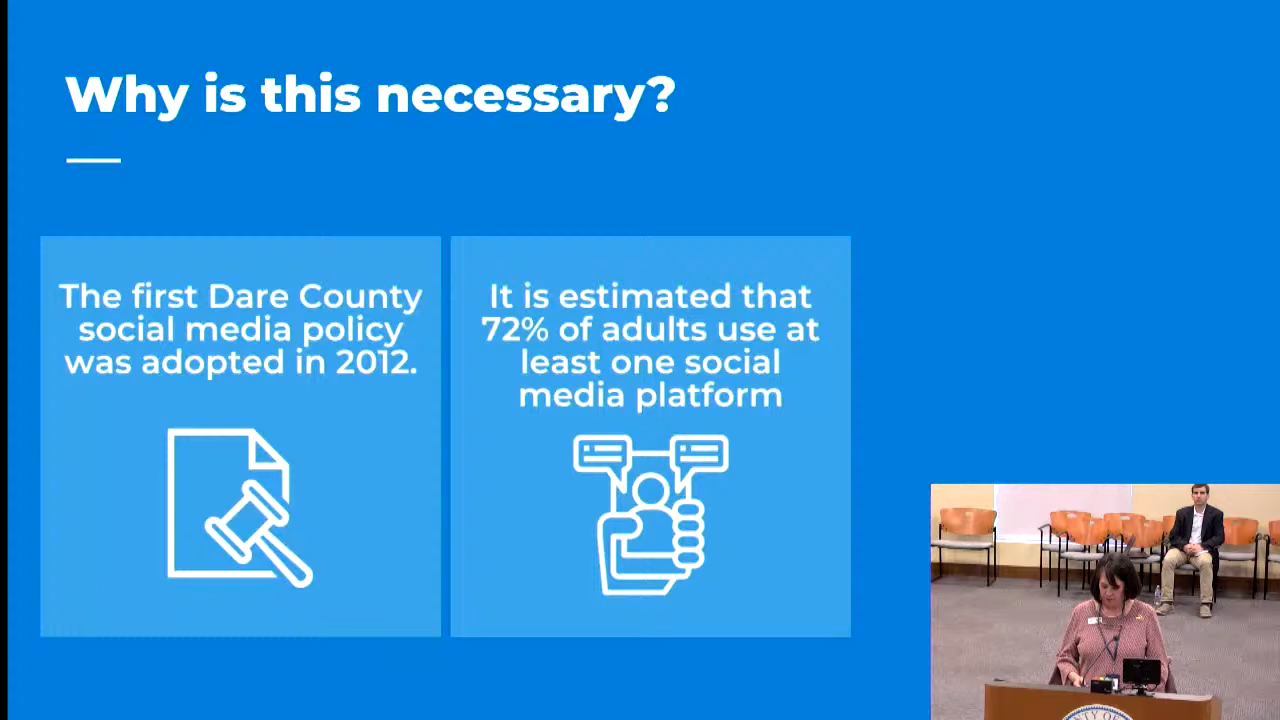 Why is this necessary?
The first Dare County
social media policy
was adopted in 2012.
It is estimated that
72% of adults use at
least one social
media platform